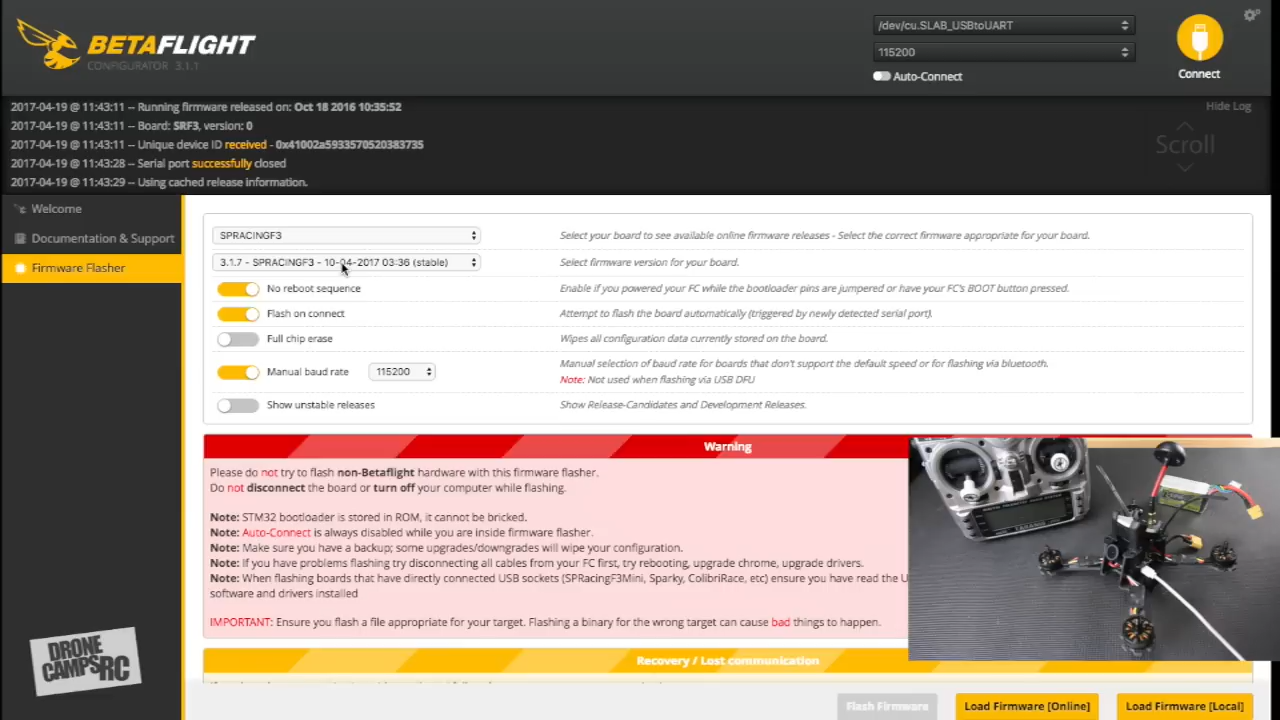 BETAFLIGHT
CONFIGURATOR 3.1.1
/dev/cu.SLAB_USBtoUART
115200
Auto-Connect
Connect
2017-04-19 @ 11:43:11 -- Running firmware released on: Oct 18 2016 10:35:52
2017-04-19 @ 11:43:11 -- Board: SRF3, version: 0
2017-04-19 @ 11:43:11 -- Unique device ID received - 0x41002a5933570520383735
2017-04-19 @ 11:43:28 -- Serial port successfully closed
2017-04-19 @ 11:43:29 -- Using cached release information.
Hide Log
Scroll
Welcome
Documentation & Support
Firmware Flasher
SPRACINGF3
Select your board to see available online firmware releases - Select the correct firmware appropriate for your board.
3.1.7 - SPRACINGF3 - 10-04-2017 03:36 (stable)
Select firmware version for your board.
No reboot sequence
Enable if you powered your FC while the bootloader pins are jumpered or have your FC's BOOT button pressed.
Flash on connect
Attempt to flash the board automatically (triggered by newly detected serial port).
Full chip erase
Wipes all configuration data currently stored on the board.
Manual baud rate
115200
Manual selection of baud rate for boards that don't support the default speed or for flashing via bluetooth.
Note: Not used when flashing via USB DFU
Show unstable releases
Show Release-Candidates and Development Releases.
Warning
Please do not try to flash non-Betaflight hardware with this firmware flasher.
Do not disconnect the board or turn off your computer while flashing.
Note: STM32 bootloader is stored in ROM, it cannot be bricked.
Note: Auto-Connect is always disabled while you are inside firmware flasher.
Note: Make sure you have a backup; some upgrades/downgrades will wipe your configuration.
Note: If you have problems flashing try disconnecting all cables from your FC first, try rebooting, upgrade chrome, upgrade drivers.
Note: When flashing boards that have directly connected USB sockets (SPRacingF3Mini, Sparky, ColibriRace, etc) ensure you have read the U
software and drivers installed
IMPORTANT: Ensure you flash a file appropriate for your target. Flashing a binary for the wrong target can cause bad things to happen.
TARANIS
DRONE
CAMPSRC
Recovery / Lost communication
Flash Firmware
Load Firmware [Online]
Load Firmware [Local]